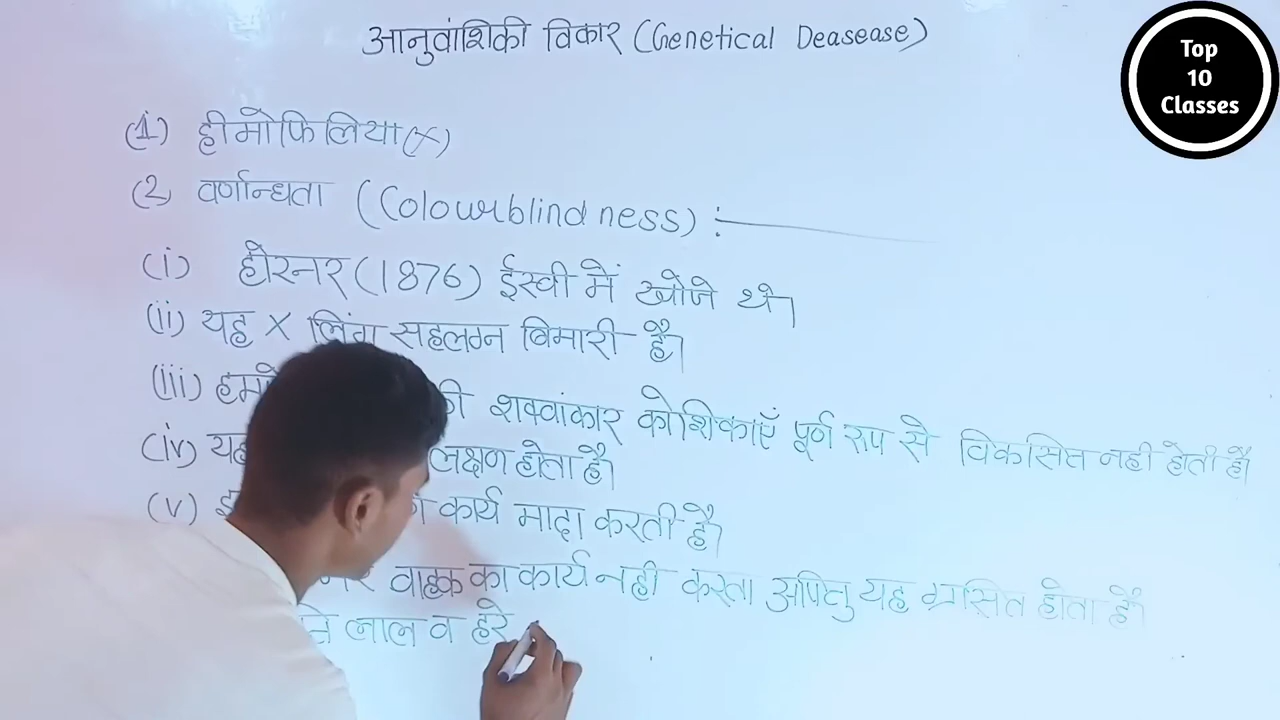 आनुवांशिकी विकार (Genetical Deasease)
Top
10
Classes
(1) हीमोफिलिया(X)
(2) वर्णान्धता (Colourblindness) :
(i) होरनर (1876) ईस्वी में खोजे थे।
(ii) यह X लिंग सहलग्न बिमारी है।
(iii) शक्वांकार कोशिकाएँ पूर्ण रूप से विकसित नही होती है।
(iv) यह लक्षण होता है।
(v) कार्य मादा करती है।
वाहक का कार्य नही करता अपितु यह ग्रसित होता है।
लाल व हरे